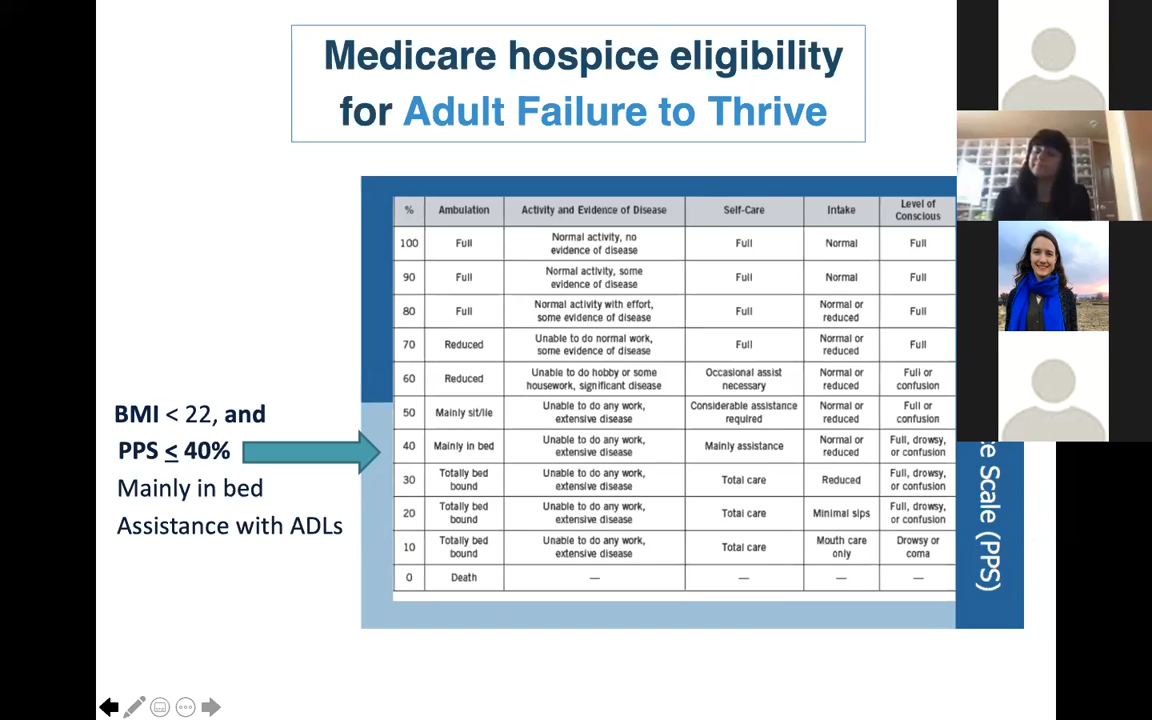 Medicare hospice eligibility
for Adult Failure to Thrive
BMI < 22, and
PPS < 40%
Mainly in bed
Assistance with ADLs
% Ambulation Activity and Evidence of Disease Self-Care Intake Level of Conscious
100 Full Normal activity, no evidence of disease Full Normal Full
90 Full Normal activity, some evidence of disease Full Normal Full
80 Full Normal activity with effort, some evidence of disease Full Normal or reduced Full
70 Reduced Unable to do normal work, some evidence of disease Full Normal or reduced Full
60 Reduced Unable to do hobby or some housework, significant disease Occasional assist necessary Normal or reduced Full or confusion
50 Mainly sit/lie Unable to do any work, extensive disease Considerable assistance required Normal or reduced Full or confusion
40 Mainly in bed Unable to do any work, extensive disease Mainly assistance Normal or reduced Full, drowsy, or confusion
30 Totally bed bound Unable to do any work, extensive disease Total care Reduced Full, drowsy, or confusion
20 Totally bed bound Unable to do any work, extensive disease Total care Minimal sips Full, drowsy, or confusion
10 Totally bed bound Unable to do any work, extensive disease Total care Mouth care only Drowsy or coma
0 Death — — — —
Scale (PPS)